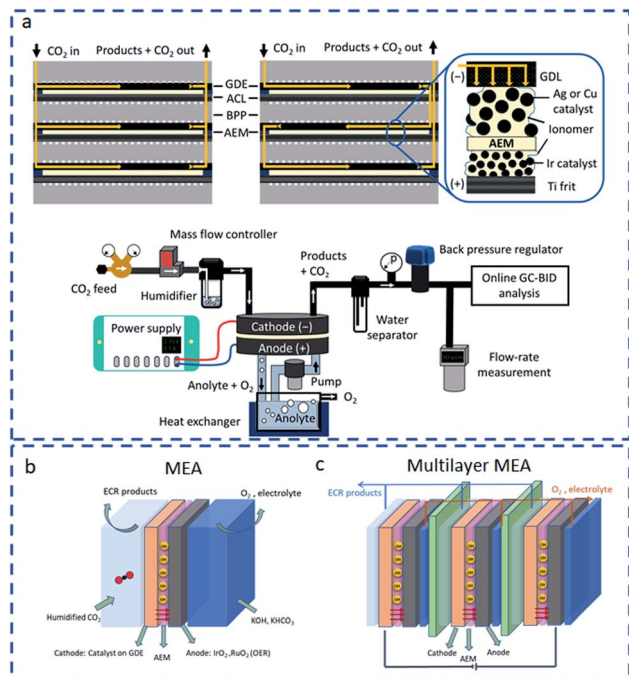 a
CO₂ in Products + CO₂ out
CO₂ in Products + CO₂ out
GDE
ACL
BPP
AEM
(−)
GDL
Ag or Cu
catalyst
Ionomer
AEM
Ir catalyst
(+)
Ti frit
Mass flow controller
CO₂ feed
Humidifier
Products
+ CO₂
Back pressure regulator
P
Online GC-BID
analysis
Power supply
Cathode (−)
Anode (+)
Water
separator
Flow-rate
measurement
Anolyte + O₂
Pump
O₂
Heat exchanger
Anolyte
b
MEA
ECR products
O₂ , electrolyte
Humidified CO₂
KOH, KHCO₃
Cathode: Catalyst on GDE
AEM
Anode: IrO₂ ,RuO₂ (OER)
c
Multilayer MEA
ECR products
O₂ , electrolyte
Cathode
AEM
Anode